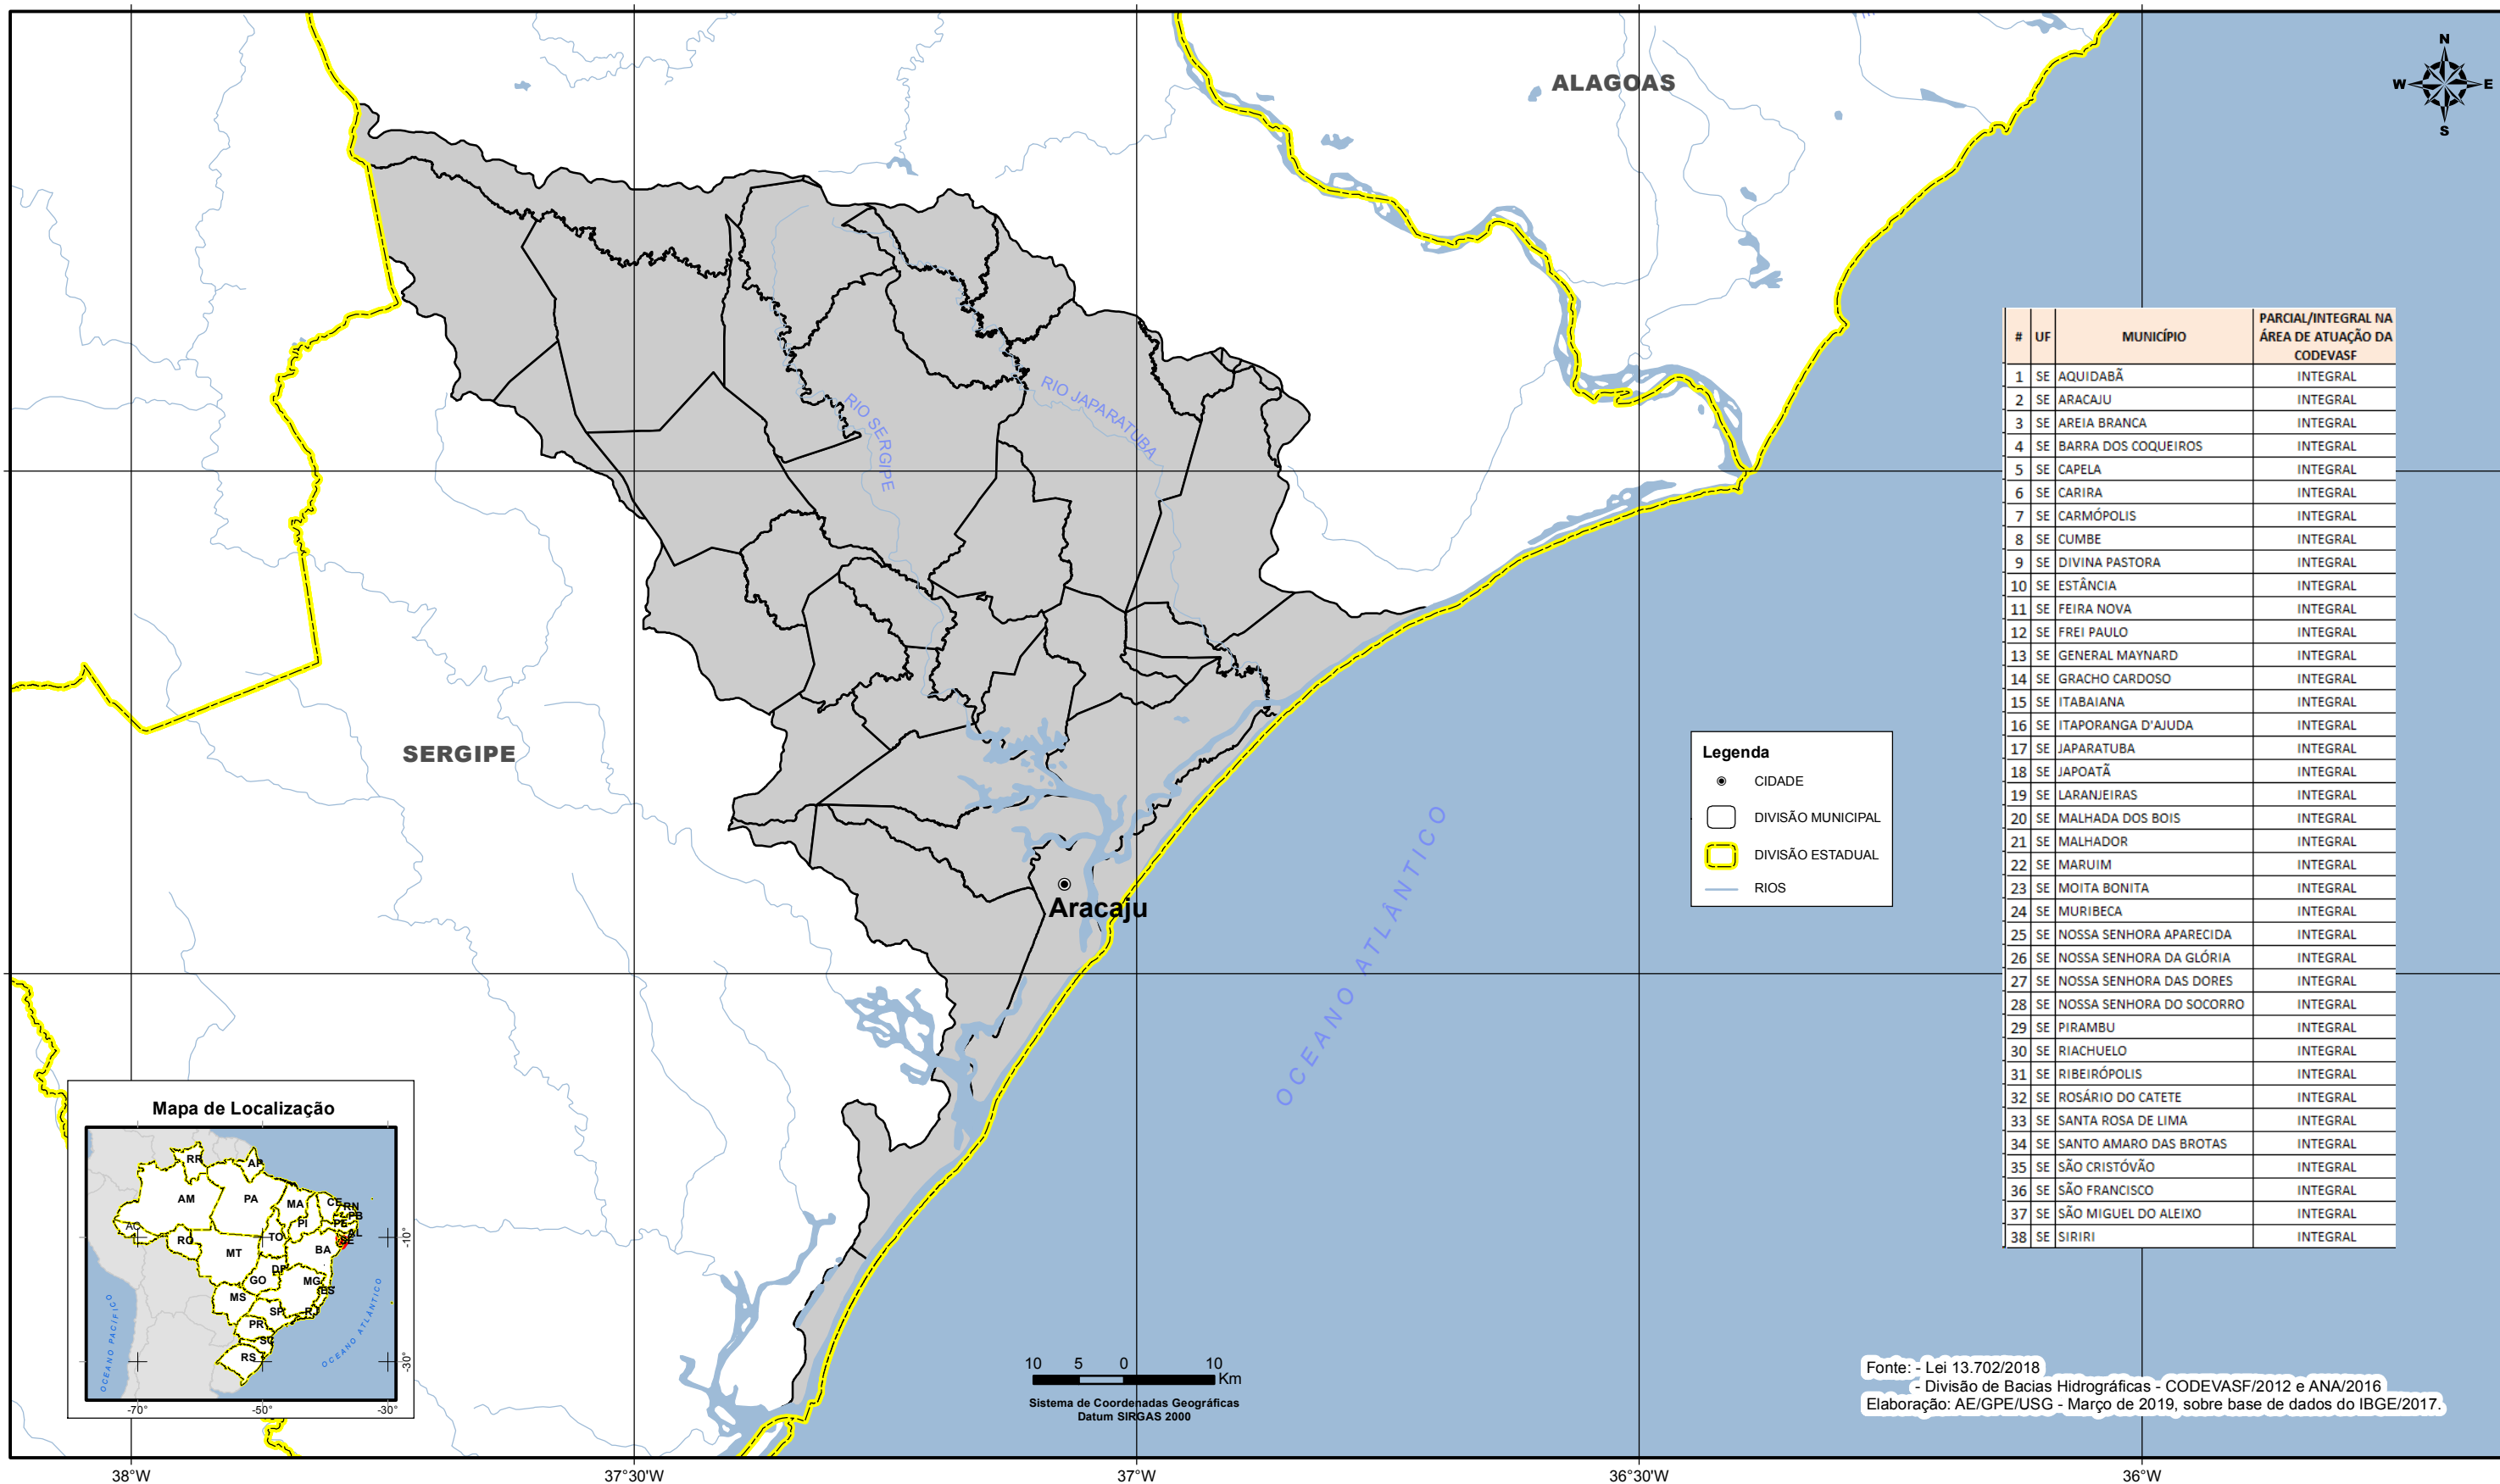 ALAGOAS
N
W E
S
SERGIPE
RIO SERGIPE
RIO JAPARATUBA
Aracaju
OCEANO ATLÂNTICO
# UF MUNICÍPIO PARCIAL/INTEGRAL NA ÁREA DE ATUAÇÃO DA CODEVASF
1 SE AQUIDABÃ INTEGRAL
2 SE ARACAJU INTEGRAL
3 SE AREIA BRANCA INTEGRAL
4 SE BARRA DOS COQUEIROS INTEGRAL
5 SE CAPELA INTEGRAL
6 SE CARIRA INTEGRAL
7 SE CARMÓPOLIS INTEGRAL
8 SE CUMBE INTEGRAL
9 SE DIVINA PASTORA INTEGRAL
10 SE ESTÂNCIA INTEGRAL
11 SE FEIRA NOVA INTEGRAL
12 SE FREI PAULO INTEGRAL
13 SE GENERAL MAYNARD INTEGRAL
14 SE GRACHO CARDOSO INTEGRAL
15 SE ITABAIANA INTEGRAL
16 SE ITAPORANGA D'AJUDA INTEGRAL
17 SE JAPARATUBA INTEGRAL
18 SE JAPOATÃ INTEGRAL
19 SE LARANJEIRAS INTEGRAL
20 SE MALHADA DOS BOIS INTEGRAL
21 SE MALHADOR INTEGRAL
22 SE MARUIM INTEGRAL
23 SE MOITA BONITA INTEGRAL
24 SE MURIBECA INTEGRAL
25 SE NOSSA SENHORA APARECIDA INTEGRAL
26 SE NOSSA SENHORA DA GLÓRIA INTEGRAL
27 SE NOSSA SENHORA DAS DORES INTEGRAL
28 SE NOSSA SENHORA DO SOCORRO INTEGRAL
29 SE PIRAMBU INTEGRAL
30 SE RIACHUELO INTEGRAL
31 SE RIBEIRÓPOLIS INTEGRAL
32 SE ROSÁRIO DO CATETE INTEGRAL
33 SE SANTA ROSA DE LIMA INTEGRAL
34 SE SANTO AMARO DAS BROTAS INTEGRAL
35 SE SÃO CRISTÓVÃO INTEGRAL
36 SE SÃO FRANCISCO INTEGRAL
37 SE SÃO MIGUEL DO ALEIXO INTEGRAL
38 SE SIRIRI INTEGRAL
Legenda
CIDADE
DIVISÃO MUNICIPAL
DIVISÃO ESTADUAL
RIOS
Mapa de Localização
RR AP
AM PA MA CE RN
PB
AC PI PE
AL
RO TO SE
MT BA
DF
GO MG
ES
MS SP RJ
PR
SC
RS
OCEANO PACÍFICO
OCEANO ATLÂNTICO
-10°
-30°
-70° -50° -30°
10 5 0 10
Km
Sistema de Coordenadas Geográficas
Datum SIRGAS 2000
Fonte: - Lei 13.702/2018
- Divisão de Bacias Hidrográficas - CODEVASF/2012 e ANA/2016
Elaboração: AE/GPE/USG - Março de 2019, sobre base de dados do IBGE/2017.
38°W 37°30'W 37°W 36°30'W 36°W